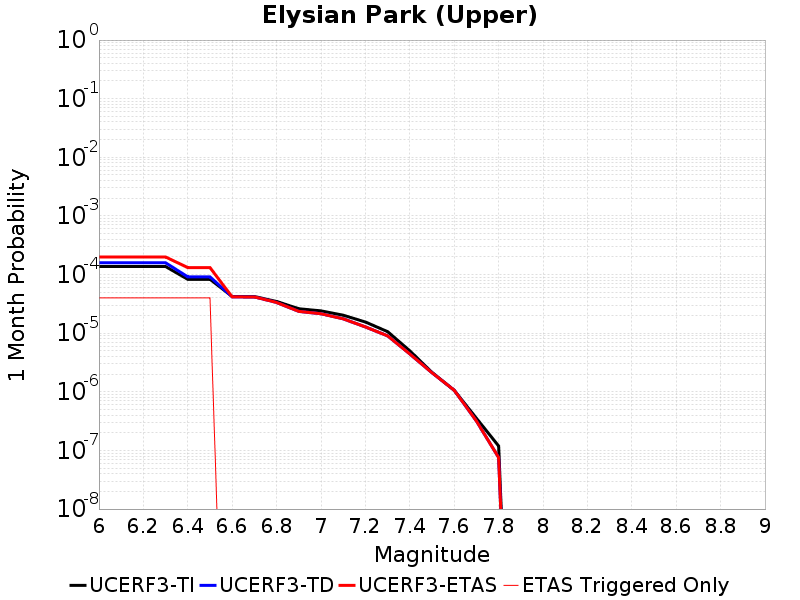 Elysian Park (Upper)
1 Month Probability
10^0
10^-1
10^-2
10^-3
10^-4
10^-5
10^-6
10^-7
10^-8
6 6.2 6.4 6.6 6.8 7 7.2 7.4 7.6 7.8 8 8.2 8.4 8.6 8.8 9
Magnitude
UCERF3-TI UCERF3-TD UCERF3-ETAS ETAS Triggered Only